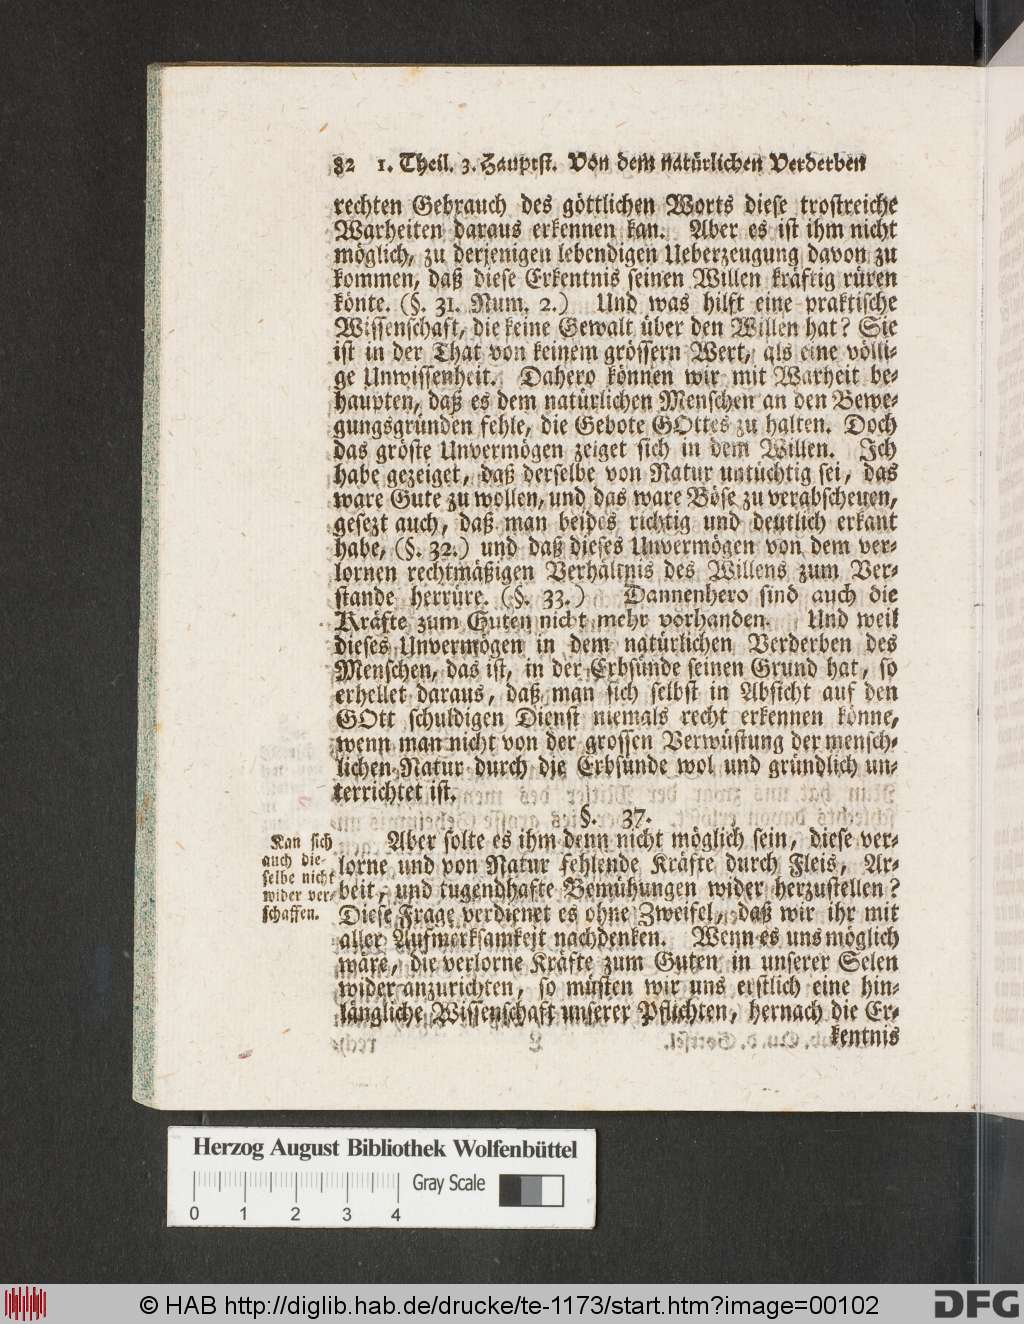 82 1. Theil. 3. Hauptst. Von dem natürlichen Verderben
rechten Gebrauch des göttlichen Worts diese trostreiche
Warheiten daraus erkennen kan. Aber es ist ihm nicht
möglich, zu derjenigen lebendigen Ueberzeugung davon zu
kommen, daß diese Erkentnis seinen Willen kräftig rüren
könte. (§. 31. Num. 2.) Und was hilft eine praktische
Wissenschaft, die keine Gewalt über den Willen hat? Sie
ist in der That von keinem grössern Wert, als eine völli-
ge Unwissenheit. Dahero können wir mit Warheit be-
haupten, daß es dem natürlichen Menschen an den Bewe-
gungsgründen fehle, die Gebote GOttes zu halten. Doch
das gröste Unvermögen zeiget sich in dem Willen. Ich
habe gezeiget, daß derselbe von Natur untüchtig sei, das
ware Gute zu wollen, und das ware Böse zu verabscheuen,
gesezt auch, daß man beides richtig und deutlich erkant
habe, (§. 32.) und daß dieses Unvermögen von dem ver-
lornen rechtmäßigen Verhältnis des Willens zum Ver-
stande herrüre. (§. 33.) Dannenhero sind auch die
Kräfte zum Guten nicht mehr vorhanden. Und weil
dieses Unvermögen in dem natürlichen Verderben des
Menschen, das ist, in der Erbsünde seinen Grund hat, so
erhellet daraus, daß man sich selbst in Absicht auf den
GOtt schuldigen Dienst niemals recht erkennen könne,
wenn man nicht von der grossen Verwüstung der mensch-
lichen Natur durch die Erbsünde wol und gründlich un-
terrichtet ist.
§. 37.
Kan sich
auch die-
selbe nicht
wider ver-
schaffen.
Aber solte es ihm denn nicht möglich sein, diese ver-
lorne und von Natur fehlende Kräfte durch Fleis, Ar-
beit, und tugendhafte Bemühungen wider herzustellen?
Diese Frage verdienet es ohne Zweifel, daß wir ihr mit
aller Aufmerksamkeit nachdenken. Wenn es uns möglich
wäre, die verlorne Kräfte zum Guten in unserer Selen
wider anzurichten, so müsten wir uns erstlich eine hin-
längliche Wissenschaft unserer Pflichten, hernach die Er-
kentnis
Herzog August Bibliothek Wolfenbüttel
Gray Scale
0 1 2 3 4
© HAB http://diglib.hab.de/drucke/te-1173/start.htm?image=00102
DFG